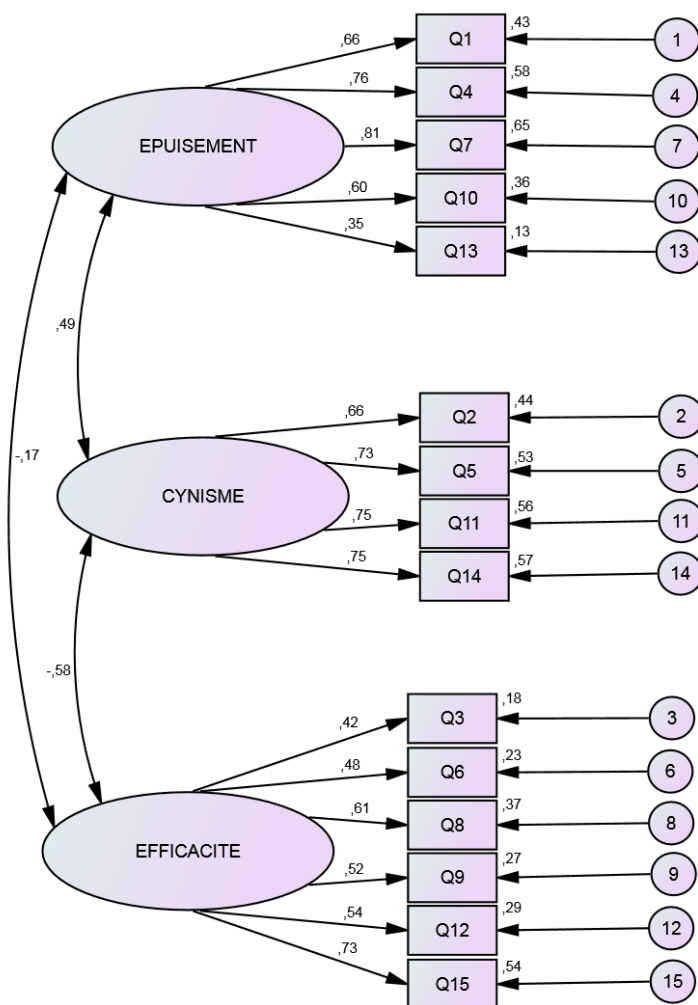 ,66
Q1
,43
1
,76
Q4
,58
4
EPUISEMENT
,81
Q7
,65
7
,60
Q10
,36
10
,35
Q13
,13
13
,49
-,17
,66
Q2
,44
2
,73
Q5
,53
5
CYNISME
,75
Q11
,56
11
,75
Q14
,57
14
-,58
,42
Q3
,18
3
,48
Q6
,23
6
,61
Q8
,37
8
EFFICACITE
,52
Q9
,27
9
,54
Q12
,29
12
,73
Q15
,54
15